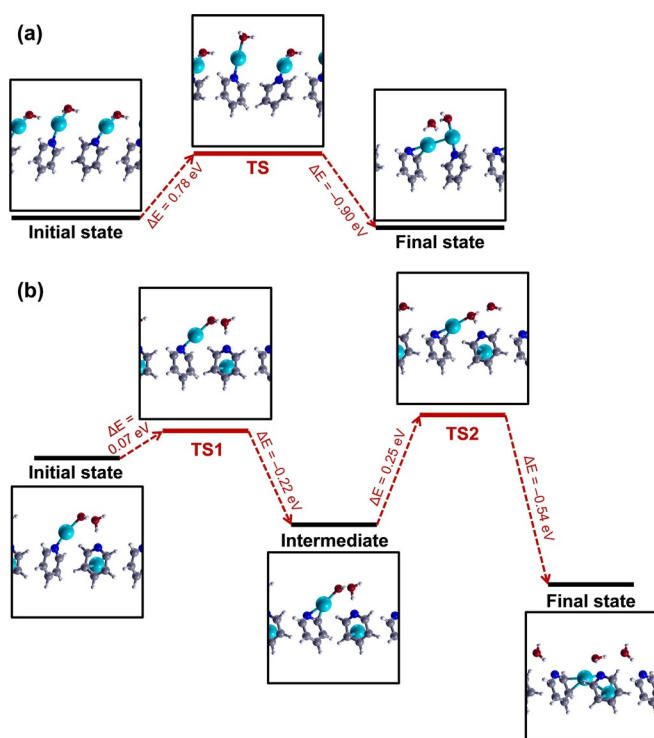 (a)
TS
ΔE = 0.78 eV
ΔE = –0.90 eV
Initial state
Final state
(b)
ΔE =
0.07 eV
TS1
ΔE = –0.22 eV
ΔE = 0.25 eV
TS2
ΔE = –0.54 eV
Initial state
Intermediate
Final state